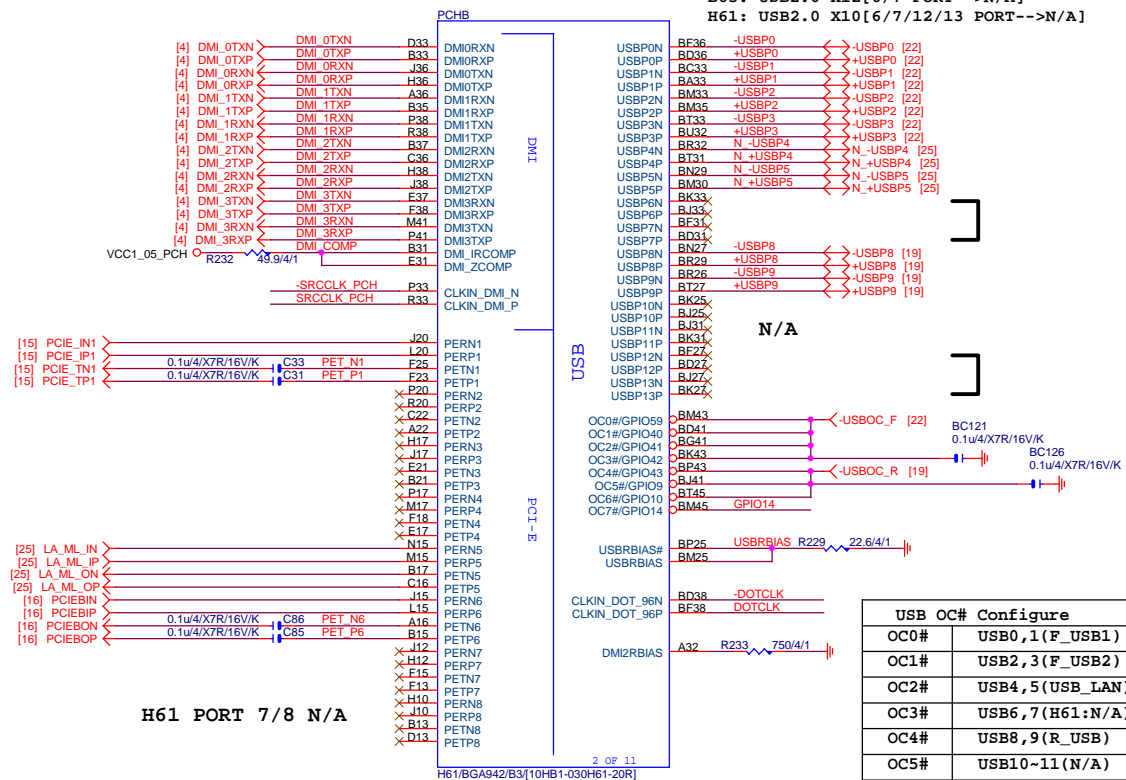 H61: USB2.0 X10[6/7/12/13 PORT-->N/A]
PCHB
[4] DMI_0TXN DMI_0TXN D33 DMI0RXN
[4] DMI_0TXP DMI_0TXP B33 DMI0RXP
[4] DMI_0RXN DMI_0RXN J36 DMI0TXN
[4] DMI_0RXP DMI_0RXP H36 DMI0TXP
[4] DMI_1TXN DMI_1TXN A36 DMI1RXN
[4] DMI_1TXP DMI_1TXP B35 DMI1RXP
[4] DMI_1RXN DMI_1RXN P38 DMI1TXN
[4] DMI_1RXP DMI_1RXP R38 DMI1TXP
[4] DMI_2TXN DMI_2TXN B37 DMI2RXN
[4] DMI_2TXP DMI_2TXP C36 DMI2RXP
[4] DMI_2RXN DMI_2RXN H38 DMI2TXN
[4] DMI_2RXP DMI_2RXP J38 DMI2TXP
[4] DMI_3TXN DMI_3TXN E37 DMI3RXN
[4] DMI_3TXP DMI_3TXP F38 DMI3RXP
[4] DMI_3RXN DMI_3RXN M41 DMI3TXN
[4] DMI_3RXP DMI_3RXP P41 DMI3TXP
VCC1_05_PCH R232 49.9/4/1 DMI_COMP B31 DMI_IRCOMP
E31 DMI_ZCOMP
-SRCCLK_PCH P33 CLKIN_DMI_N
SRCCLK_PCH R33 CLKIN_DMI_P
DMI
[15] PCIE_IN1 J20 PERN1
[15] PCIE_IP1 L20 PERP1
[15] PCIE_TN1 0.1u/4/X7R/16V/K C33 PET_N1 F25 PETN1
[15] PCIE_TP1 0.1u/4/X7R/16V/K C31 PET_P1 F23 PETP1
P20 PERN2
R20 PERP2
C22 PETN2
A22 PETP2
H17 PERN3
J17 PERP3
E21 PETN3
B21 PETP3
P17 PERN4
M17 PERP4
F18 PETN4
E17 PETP4
[25] LA_ML_IN N15 PERN5
[25] LA_ML_IP M15 PERP5
[25] LA_ML_ON B17 PETN5
[25] LA_ML_OP C16 PETP5
[16] PCIEBIN J15 PERN6
[16] PCIEBIP L15 PERP6
[16] PCIEBON 0.1u/4/X7R/16V/K C86 PET_N6 A16 PETN6
[16] PCIEBOP 0.1u/4/X7R/16V/K C85 PET_P6 B15 PETP6
J12 PERN7
H12 PERP7
F15 PETN7
F13 PETP7
H10 PERN8
J10 PERP8
B13 PETN8
D13 PETP8
PCI-E
H61 PORT 7/8 N/A
USB
USBP0N BF36 -USBP0 -USBP0 [22]
USBP0P BD36 +USBP0 +USBP0 [22]
USBP1N BC33 -USBP1 -USBP1 [22]
USBP1P BA33 +USBP1 +USBP1 [22]
USBP2N BM33 -USBP2 -USBP2 [22]
USBP2P BM35 +USBP2 +USBP2 [22]
USBP3N BT33 -USBP3 -USBP3 [22]
USBP3P BU32 +USBP3 +USBP3 [22]
USBP4N BR32 N_-USBP4 N_-USBP4 [25]
USBP4P BT31 N_+USBP4 N_+USBP4 [25]
USBP5N BN29 N_-USBP5 N_-USBP5 [25]
USBP5P BM30 N_+USBP5 N_+USBP5 [25]
USBP6N BK33
USBP6P BJ33
USBP7N BF31
USBP7P BD31
USBP8N BN27 -USBP8 -USBP8 [19]
USBP8P BR29 +USBP8 +USBP8 [19]
USBP9N BR26 -USBP9 -USBP9 [19]
USBP9P BT27 +USBP9 +USBP9 [19]
USBP10N BK25
USBP10P BJ25
USBP11N BJ31
USBP11P BK31
USBP12N BF27
USBP12P BD27
USBP13N BJ27
USBP13P BK27
N/A
OC0#/GPIO59 BM43 -USBOC_F [22]
OC1#/GPIO40 BD41
OC2#/GPIO41 BG41
OC3#/GPIO42 BK43
OC4#/GPIO43 BP43 -USBOC_R [19]
OC5#/GPIO9 BJ41
OC6#/GPIO10 BT45
OC7#/GPIO14 BM45 GPIO14
BC121
0.1u/4/X7R/16V/K
BC126
0.1u/4/X7R/16V/K
USBRBIAS# BP25 USBRBIAS R229 22.6/4/1
USBRBIAS BM25
CLKIN_DOT_96N BD38 -DOTCLK
CLKIN_DOT_96P BF38 DOTCLK
DMI2RBIAS A32 R233 750/4/1
2 OF 11
H61/BGA942/B3/[10HB1-030H61-20R]
USB OC# Configure
OC0# USB0,1(F_USB1)
OC1# USB2,3(F_USB2)
OC2# USB4,5(USB_LAN)
OC3# USB6,7(H61:N/A)
OC4# USB8,9(R_USB)
OC5# USB10~11(N/A)